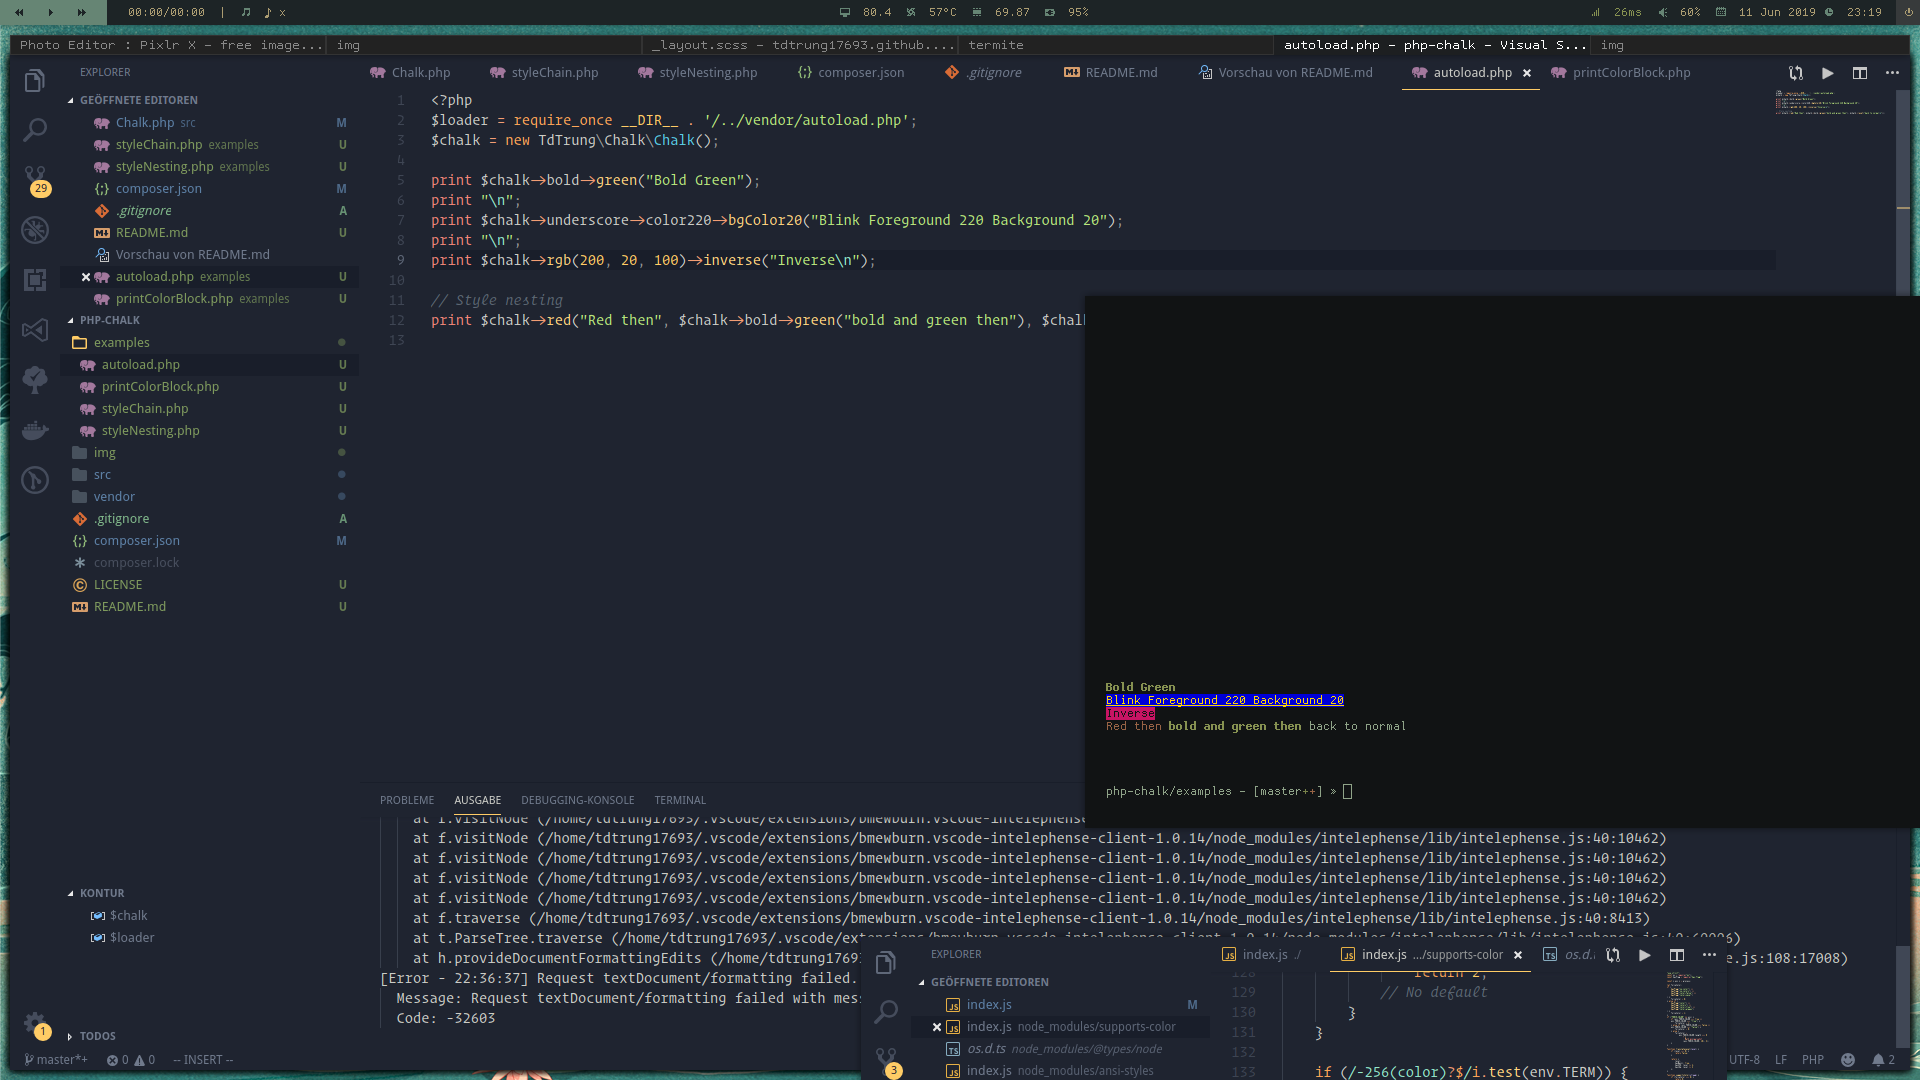 00:00/00:00 | x
80.4 57°C 69.87 95%
26ms 60% 11 Jun 2019 23:19
Photo Editor : Pixlr X - free image...
img
_layout.scss - tdtrung17693.github....
termite
autoload.php - php-chalk - Visual S...
img
EXPLORER
GEÖFFNETE EDITOREN
Chalk.php src M
styleChain.php examples U
styleNesting.php examples U
composer.json M
.gitignore A
README.md U
Vorschau von README.md
autoload.php examples U
printColorBlock.php examples U
PHP-CHALK
examples
autoload.php U
printColorBlock.php U
styleChain.php U
styleNesting.php U
img
src
vendor
.gitignore A
composer.json M
composer.lock
LICENSE U
README.md U
29
KONTUR
$chalk
$loader
TODOS
1
Chalk.php
styleChain.php
styleNesting.php
composer.json
.gitignore
README.md
Vorschau von README.md
autoload.php
printColorBlock.php
1 <?php
2 $loader = require_once __DIR__ . '/../vendor/autoload.php';
3 $chalk = new TdTrung\Chalk\Chalk();
4
5 print $chalk->bold->green("Bold Green");
6 print "\n";
7 print $chalk->underscore->color220->bgColor20("Blink Foreground 220 Background 20");
8 print "\n";
9 print $chalk->rgb(200, 20, 100)->inverse("Inverse\n");
10
11 // Style nesting
12 print $chalk->red("Red then", $chalk->bold->green("bold and green then"), $chal
13
Bold Green
Blink Foreground 220 Background 20
Inverse
Red then bold and green then back to normal
php-chalk/examples - [master++] »
PROBLEME AUSGABE DEBUGGING-KONSOLE TERMINAL
at f.visitNode (/home/tdtrung17693/.vscode/extensions/bmewburn.vscode-intelephense
at f.visitNode (/home/tdtrung17693/.vscode/extensions/bmewburn.vscode-intelephense-client-1.0.14/node_modules/intelephense/lib/intelephense.js:40:10462)
at f.visitNode (/home/tdtrung17693/.vscode/extensions/bmewburn.vscode-intelephense-client-1.0.14/node_modules/intelephense/lib/intelephense.js:40:10462)
at f.visitNode (/home/tdtrung17693/.vscode/extensions/bmewburn.vscode-intelephense-client-1.0.14/node_modules/intelephense/lib/intelephense.js:40:10462)
at f.visitNode (/home/tdtrung17693/.vscode/extensions/bmewburn.vscode-intelephense-client-1.0.14/node_modules/intelephense/lib/intelephense.js:40:10462)
at f.traverse (/home/tdtrung17693/.vscode/extensions/bmewburn.vscode-intelephense-client-1.0.14/node_modules/intelephense/lib/intelephense.js:40:8413)
at t.ParseTree.traverse (/home/tdtrung17693/.vscode/extensions/bmewburn.vscode-intelephense-client-1.0.14/node_modules/intelephense/lib/intelephense.js:40:60006)
at h.provideDocumentFormattingEdits (/home/tdtrung1769 e.js:108:17008)
[Error - 22:36:37] Request textDocument/formatting failed.
Message: Request textDocument/formatting failed with mes
Code: -32603
EXPLORER
GEÖFFNETE EDITOREN
index.js M
index.js node_modules/supports-color
os.d.ts node_modules/@types/node
index.js node_modules/ansi-styles
3
index.js ./
index.js .../supports-color
os.d.
128 return 2;
129 // No default
130 }
131 }
132
133 if (/-256(color)?$/i.test(env.TERM)) {
master*+ 0 0 -- INSERT --
UTF-8 LF PHP 2